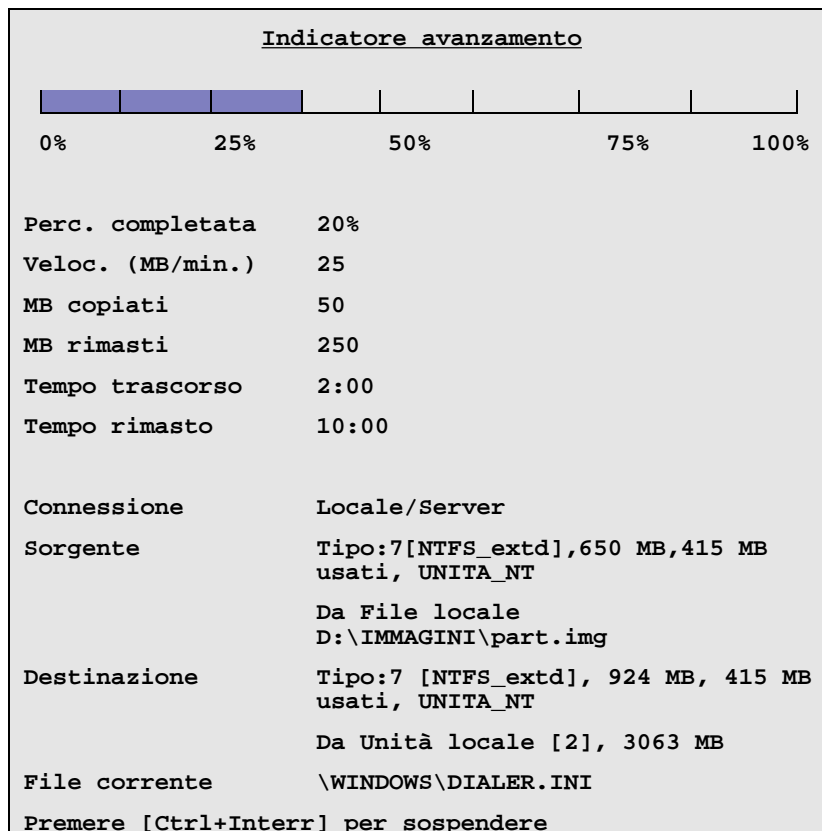 Indicatore avanzamento
0% 25% 50% 75% 100%
Perc. completata 20%
Veloc. (MB/min.) 25
MB copiati 50
MB rimasti 250
Tempo trascorso 2:00
Tempo rimasto 10:00
Connessione Locale/Server
Sorgente Tipo:7[NTFS_extd],650 MB,415 MB
usati, UNITA_NT
Da File locale
D:\IMMAGINI\part.img
Destinazione Tipo:7 [NTFS_extd], 924 MB, 415 MB
usati, UNITA_NT
Da Unità locale [2], 3063 MB
File corrente \WINDOWS\DIALER.INI
Premere [Ctrl+Interr] per sospendere